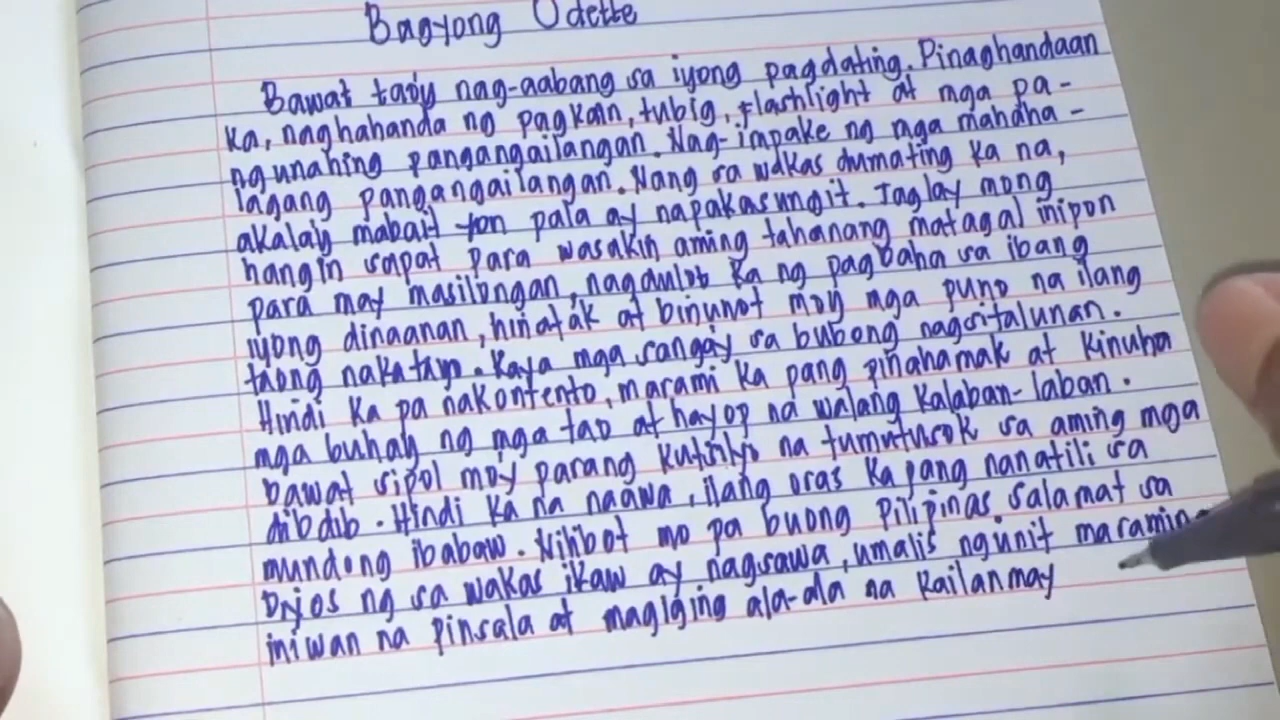 Bagyong Odette
Bawat tao'y nag-aabang sa iyong pagdating. Pinaghandaan
ka, naghahanda ng pagkain, tubig, flashlight at mga pa-
ngunahing pangangailangan. Nag-impake ng mga mahaha-
lagang pangangailangan. Nang sa wakas dumating ka na,
akala'y mabait yon pala ay napakasungit. Taglay mong
hangin sapat para wasakin aming tahanang matagal inipon
para may masilongan, nagdulot ka ng pagbaha sa ibang
iyong dinaanan, hinatak at binunot mo'y mga puno na ilang
taong nakatayo. Kaya mga sangay sa bubong nagsitalunan.
Hindi ka pa nakontento, marami ka pang pinahamak at kinuha
mga buhay ng mga tao at hayop na walang kalaban-laban.
bawat sipol mo'y parang kutsilyo na tumutusok sa aming mga
dibdib. Hindi ka na naawa, ilang oras ka pang nanatili sa
mundong ibabaw. Nilibot mo pa buong Pilipinas. Salamat sa
Diyos ng sa wakas ikaw ay nagsawa, umalis ngunit maraming
iniwan na pinsala at magiging ala-ala na kailanmay